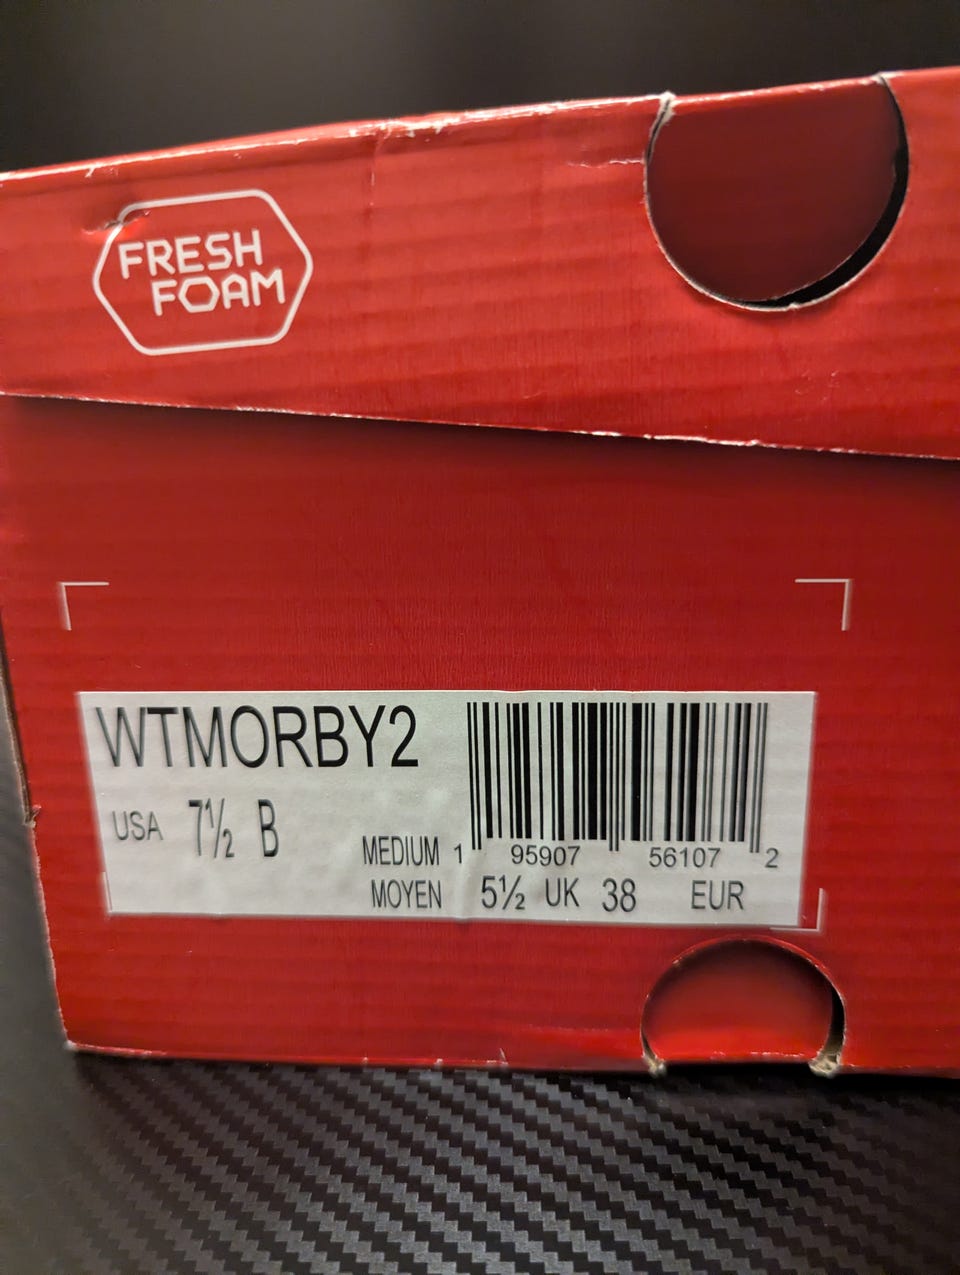 FRESH
FOAM
WTMORBY2
USA 7½ B
MEDIUM 1 95907 56107 2
MOYEN 5½ UK 38 EUR